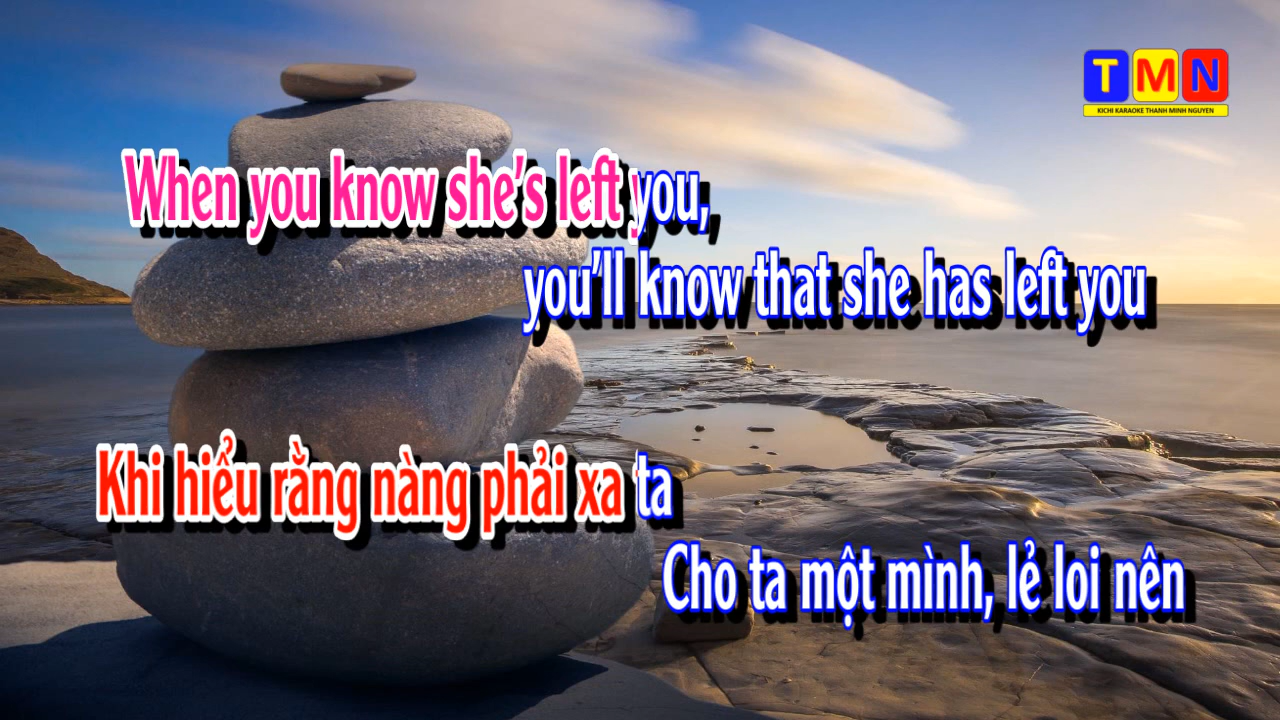 TMN
KICHI KARAOKE THANH MINH NGUYEN
When you know she's left you,
you'll know that she has left you
Khi hiểu rằng nàng phải xa ta
Cho ta một mình, lẻ loi nên